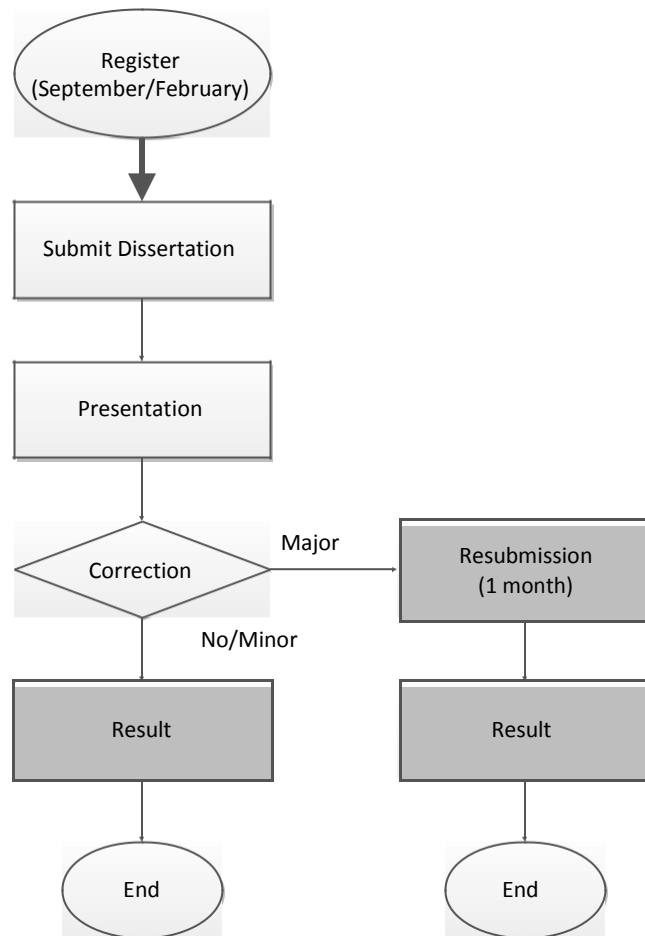 Register
(September/February)
Submit Dissertation
Presentation
Correction
Major
Resubmission
(1 month)
No/Minor
Result
Result
End
End